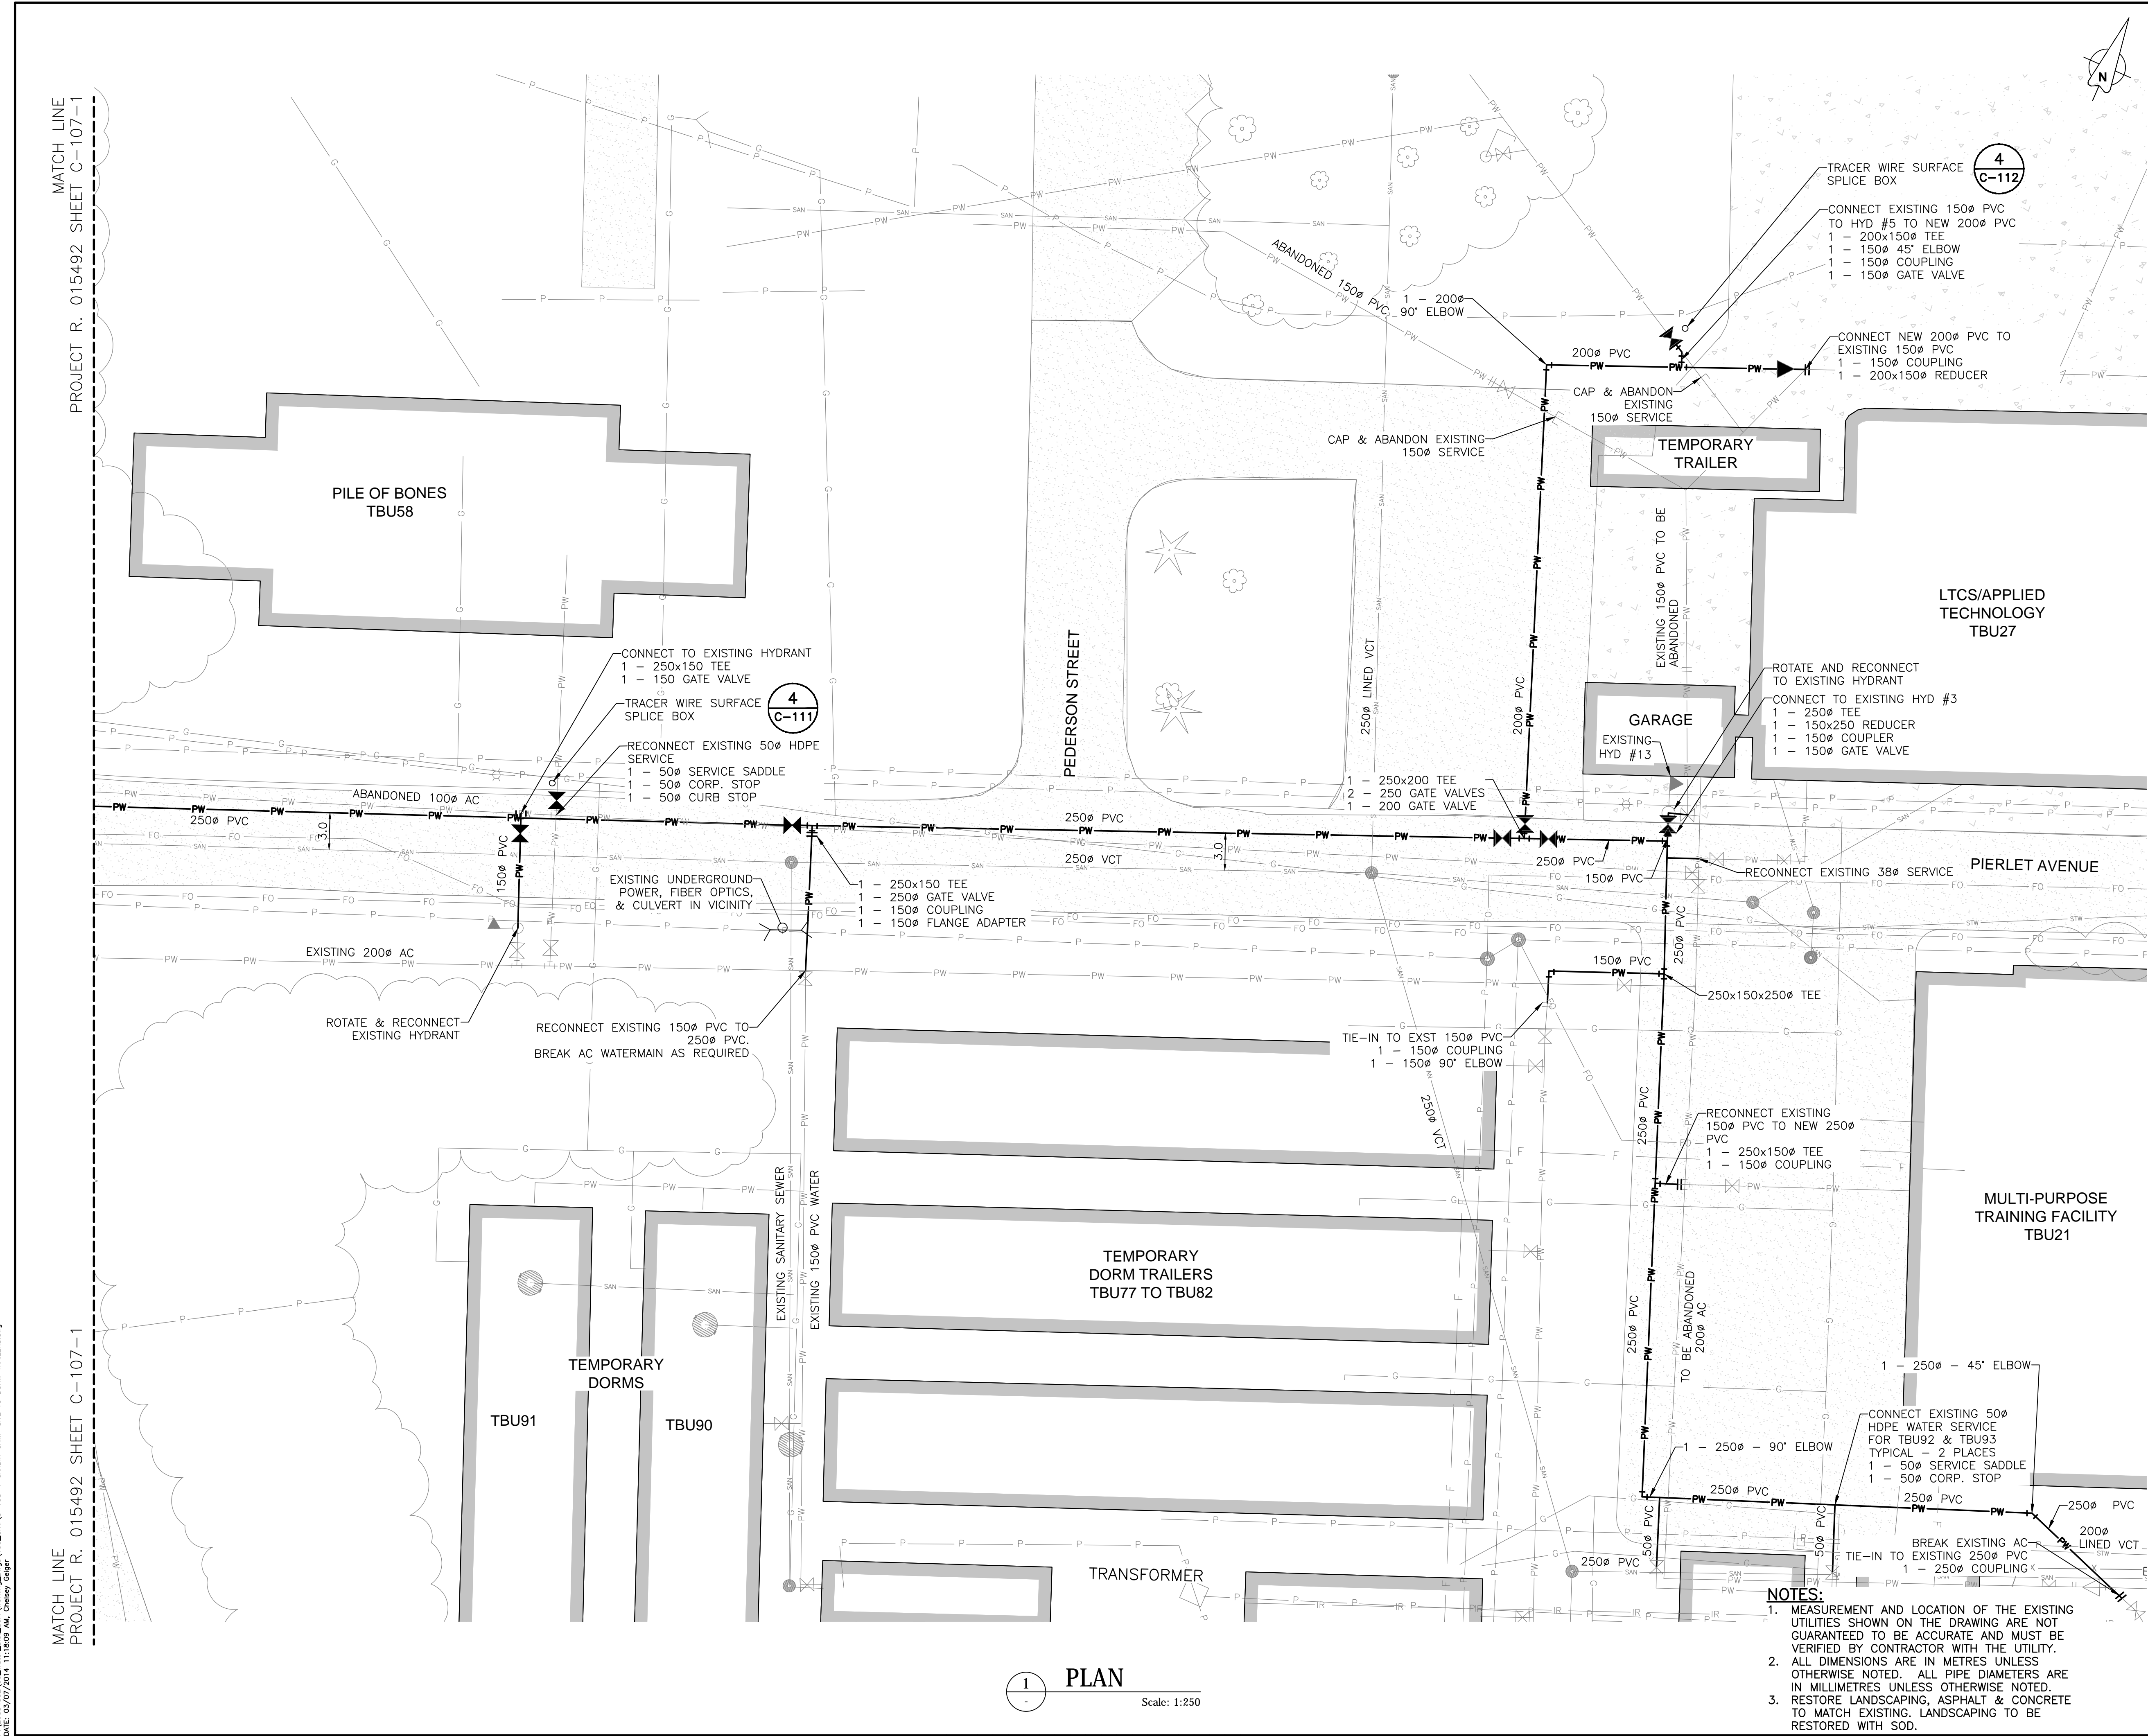 MATCH LINE
PROJECT R. 015492 SHEET C-107-1
N
TRACER WIRE SURFACE
SPLICE BOX
4
C-112
CONNECT EXISTING 150ø PVC
TO HYD #5 TO NEW 200ø PVC
1 - 200x150ø TEE
1 - 150ø 45° ELBOW
1 - 150ø COUPLING
1 - 150ø GATE VALVE
ABANDONED 150ø PVC
1 - 200ø
90° ELBOW
200ø PVC
CONNECT NEW 200ø PVC TO
EXISTING 150ø PVC
1 - 150ø COUPLING
1 - 200x150ø REDUCER
CAP & ABANDON
EXISTING
150ø SERVICE
CAP & ABANDON EXISTING
150ø SERVICE
TEMPORARY
TRAILER
PILE OF BONES
TBU58
EXISTING 150ø PVC TO BE
ABANDONED
LTCS/APPLIED
TECHNOLOGY
TBU27
CONNECT TO EXISTING HYDRANT
1 - 250x150 TEE
1 - 150 GATE VALVE
TRACER WIRE SURFACE
SPLICE BOX
4
C-111
RECONNECT EXISTING 50ø HDPE
SERVICE
1 - 50ø SERVICE SADDLE
1 - 50ø CORP. STOP
1 - 50ø CURB STOP
PEDERSON STREET
250ø LINED VCT
200ø PVC
ROTATE AND RECONNECT
TO EXISTING HYDRANT
CONNECT TO EXISTING HYD #3
1 - 250ø TEE
1 - 150x250 REDUCER
1 - 150ø COUPLER
1 - 150ø GATE VALVE
GARAGE
EXISTING
HYD #13
1 - 250x200 TEE
2 - 250 GATE VALVES
1 - 200 GATE VALVE
ABANDONED 100ø AC
250ø PVC
3.0
250ø PVC
250ø VCT
3.0
250ø PVC
150ø PVC
PIERLET AVENUE
RECONNECT EXISTING 38ø SERVICE
150ø PVC
EXISTING UNDERGROUND
POWER, FIBER OPTICS,
& CULVERT IN VICINITY
1 - 250x150 TEE
1 - 250ø GATE VALVE
1 - 150ø COUPLING
1 - 150ø FLANGE ADAPTER
EXISTING 200ø AC
250ø PVC
150ø PVC
250x150x250ø TEE
ROTATE & RECONNECT
EXISTING HYDRANT
RECONNECT EXISTING 150ø PVC TO
250ø PVC.
BREAK AC WATERMAIN AS REQUIRED
TIE-IN TO EXST 150ø PVC
1 - 150ø COUPLING
1 - 150ø 90° ELBOW
250ø VCT
250ø PVC
RECONNECT EXISTING
150ø PVC TO NEW 250ø
PVC
1 - 250x150ø TEE
1 - 150ø COUPLING
EXISTING SANITARY SEWER
EXISTING 150ø PVC WATER
MULTI-PURPOSE
TRAINING FACILITY
TBU21
TEMPORARY
DORM TRAILERS
TBU77 TO TBU82
250ø PVC
TO BE ABANDONED
200ø AC
TEMPORARY
DORMS
TBU91
TBU90
1 - 250ø - 45° ELBOW
CONNECT EXISTING 50ø
HDPE WATER SERVICE
FOR TBU92 & TBU93
TYPICAL - 2 PLACES
1 - 50ø SERVICE SADDLE
1 - 50ø CORP. STOP
1 - 250ø - 90° ELBOW
250ø PVC
250ø PVC
250ø PVC
50ø PVC
50ø PVC
200ø
LINED VCT
BREAK EXISTING AC
TIE-IN TO EXISTING 250ø PVC
1 - 250ø COUPLING
250ø PVC
TRANSFORMER
MATCH LINE
PROJECT R. 015492 SHEET C-107-1
1
-
PLAN
Scale: 1:250
NOTES:
1. MEASUREMENT AND LOCATION OF THE EXISTING
UTILITIES SHOWN ON THE DRAWING ARE NOT
GUARANTEED TO BE ACCURATE AND MUST BE
VERIFIED BY CONTRACTOR WITH THE UTILITY.
2. ALL DIMENSIONS ARE IN METRES UNLESS
OTHERWISE NOTED. ALL PIPE DIAMETERS ARE
IN MILLIMETRES UNLESS OTHERWISE NOTED.
3. RESTORE LANDSCAPING, ASPHALT & CONCRETE
TO MATCH EXISTING. LANDSCAPING TO BE
RESTORED WITH SOD.
DATE: 03/07/2014 11:18:09 AM, Chelsey Geiger